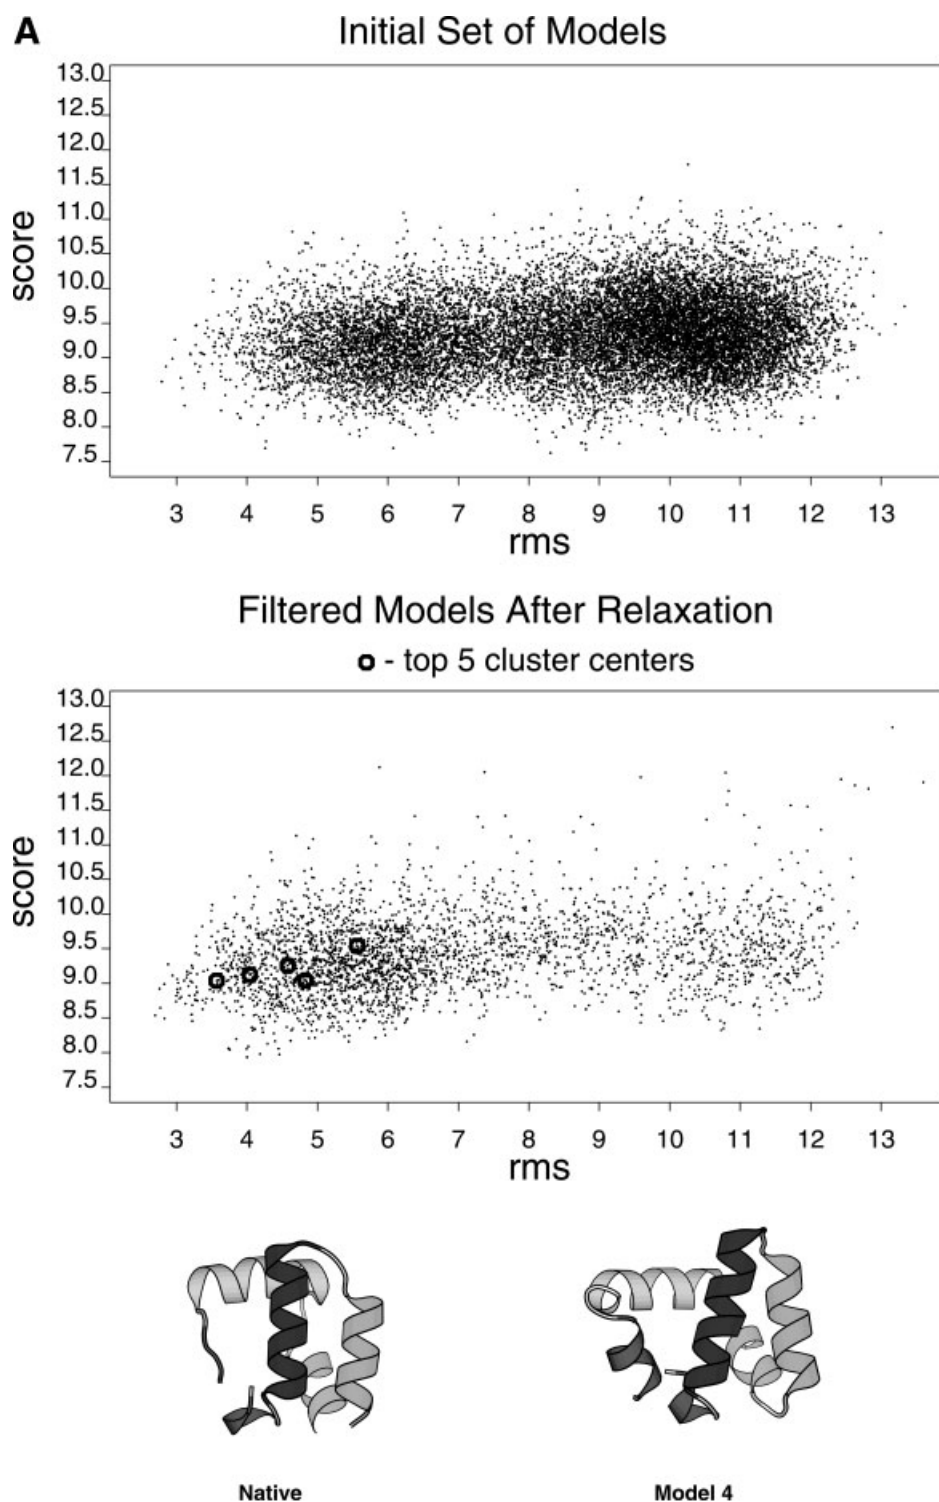 A
Initial Set of Models
13.0
12.5
12.0
11.5
11.0
10.5
10.0
9.5
9.0
8.5
8.0
7.5
score
3 4 5 6 7 8 9 10 11 12 13
rms
Filtered Models After Relaxation
o - top 5 cluster centers
13.0
12.5
12.0
11.5
11.0
10.5
10.0
9.5
9.0
8.5
8.0
7.5
score
3 4 5 6 7 8 9 10 11 12 13
rms
Native Model 4